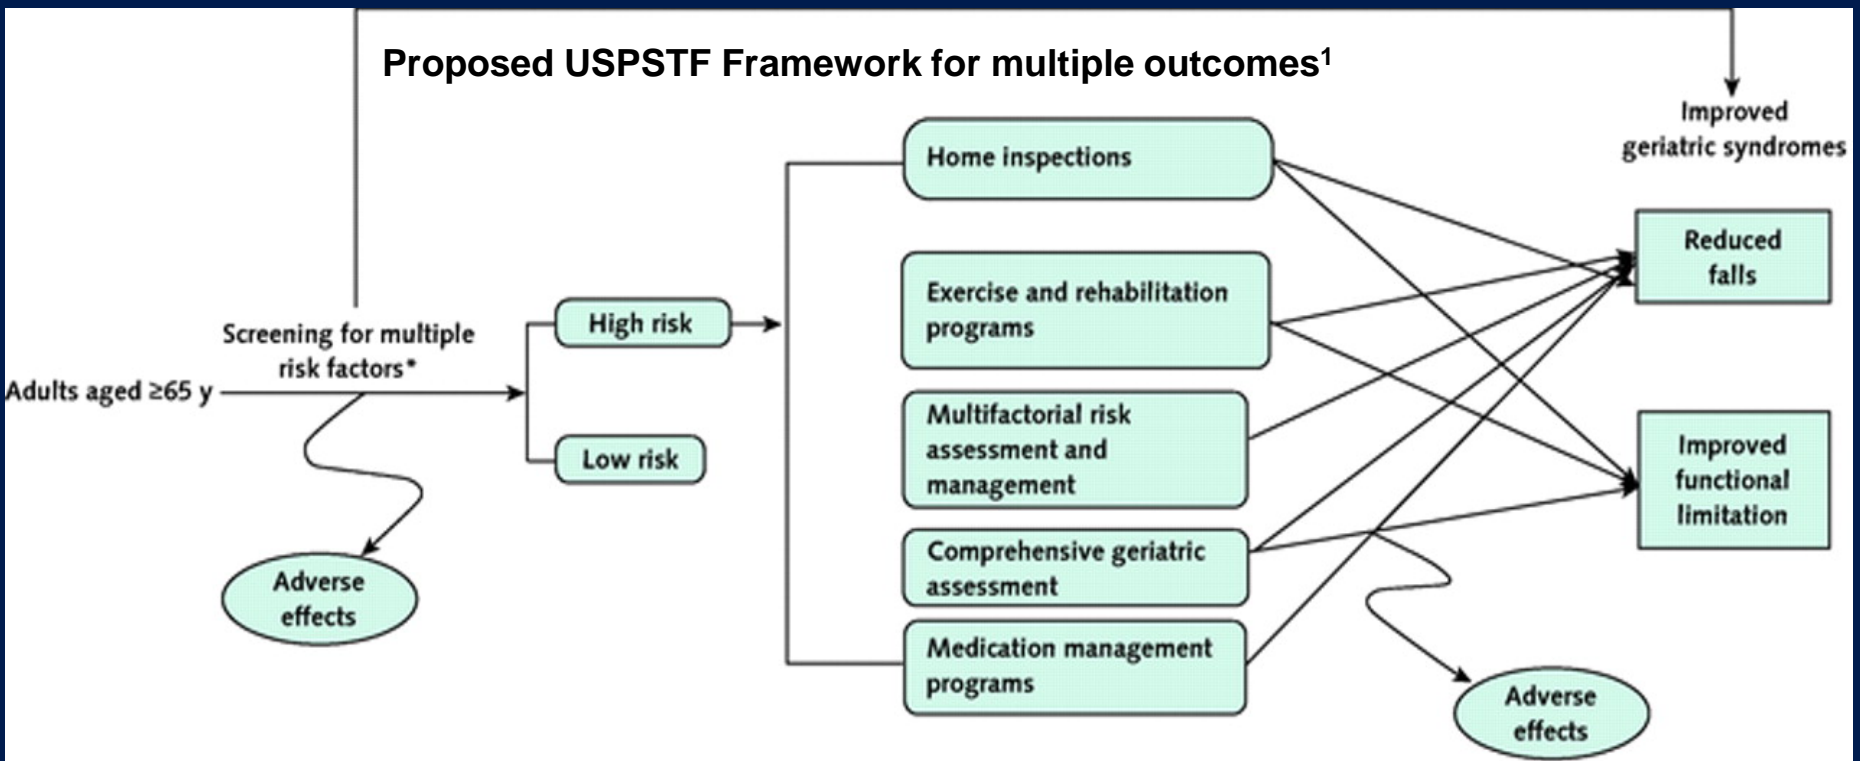 Proposed USPSTF Framework for multiple outcomes¹
Improved
geriatric syndromes
Home inspections
Reduced
falls
Exercise and rehabilitation
programs
High risk
Screening for multiple
risk factors*
Adults aged ≥65 y
Multifactorial risk
assessment and
management
Low risk
Improved
functional
limitation
Comprehensive geriatric
assessment
Adverse
effects
Medication management
programs
Adverse
effects